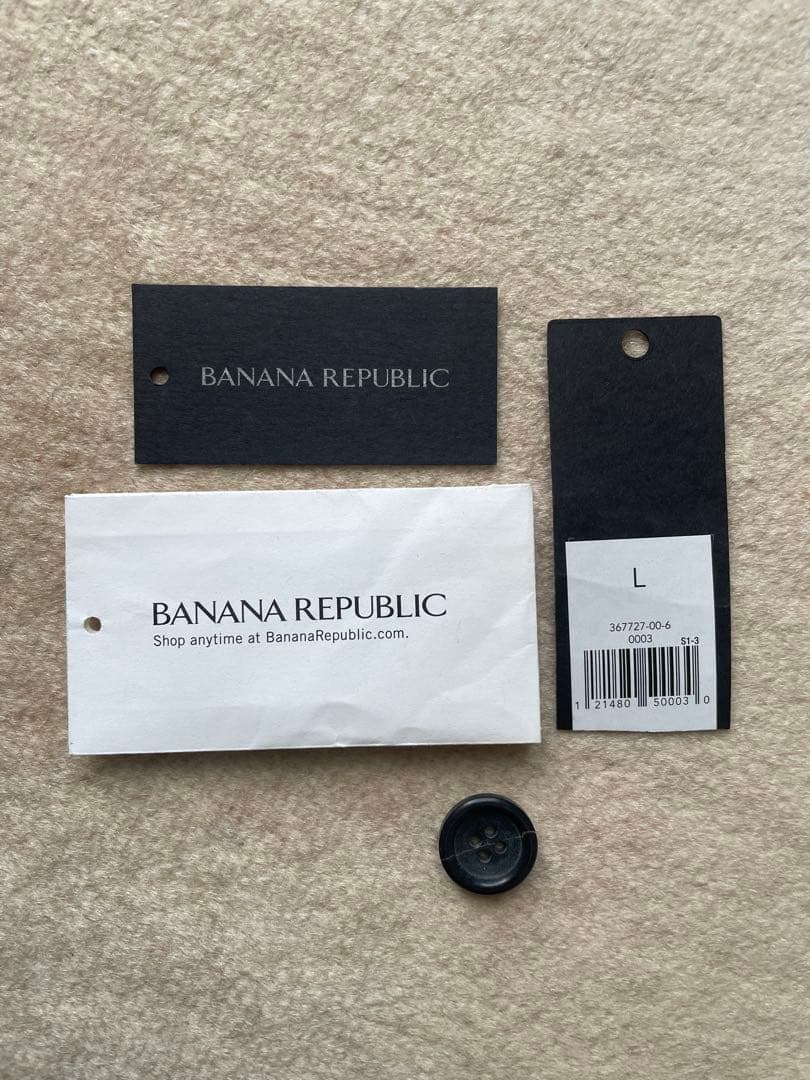 BANANA REPUBLIC
BANANA REPUBLIC
Shop anytime at BananaRepublic.com.
L
367727-00-6
0003
S1-3
1 21480 50003 0